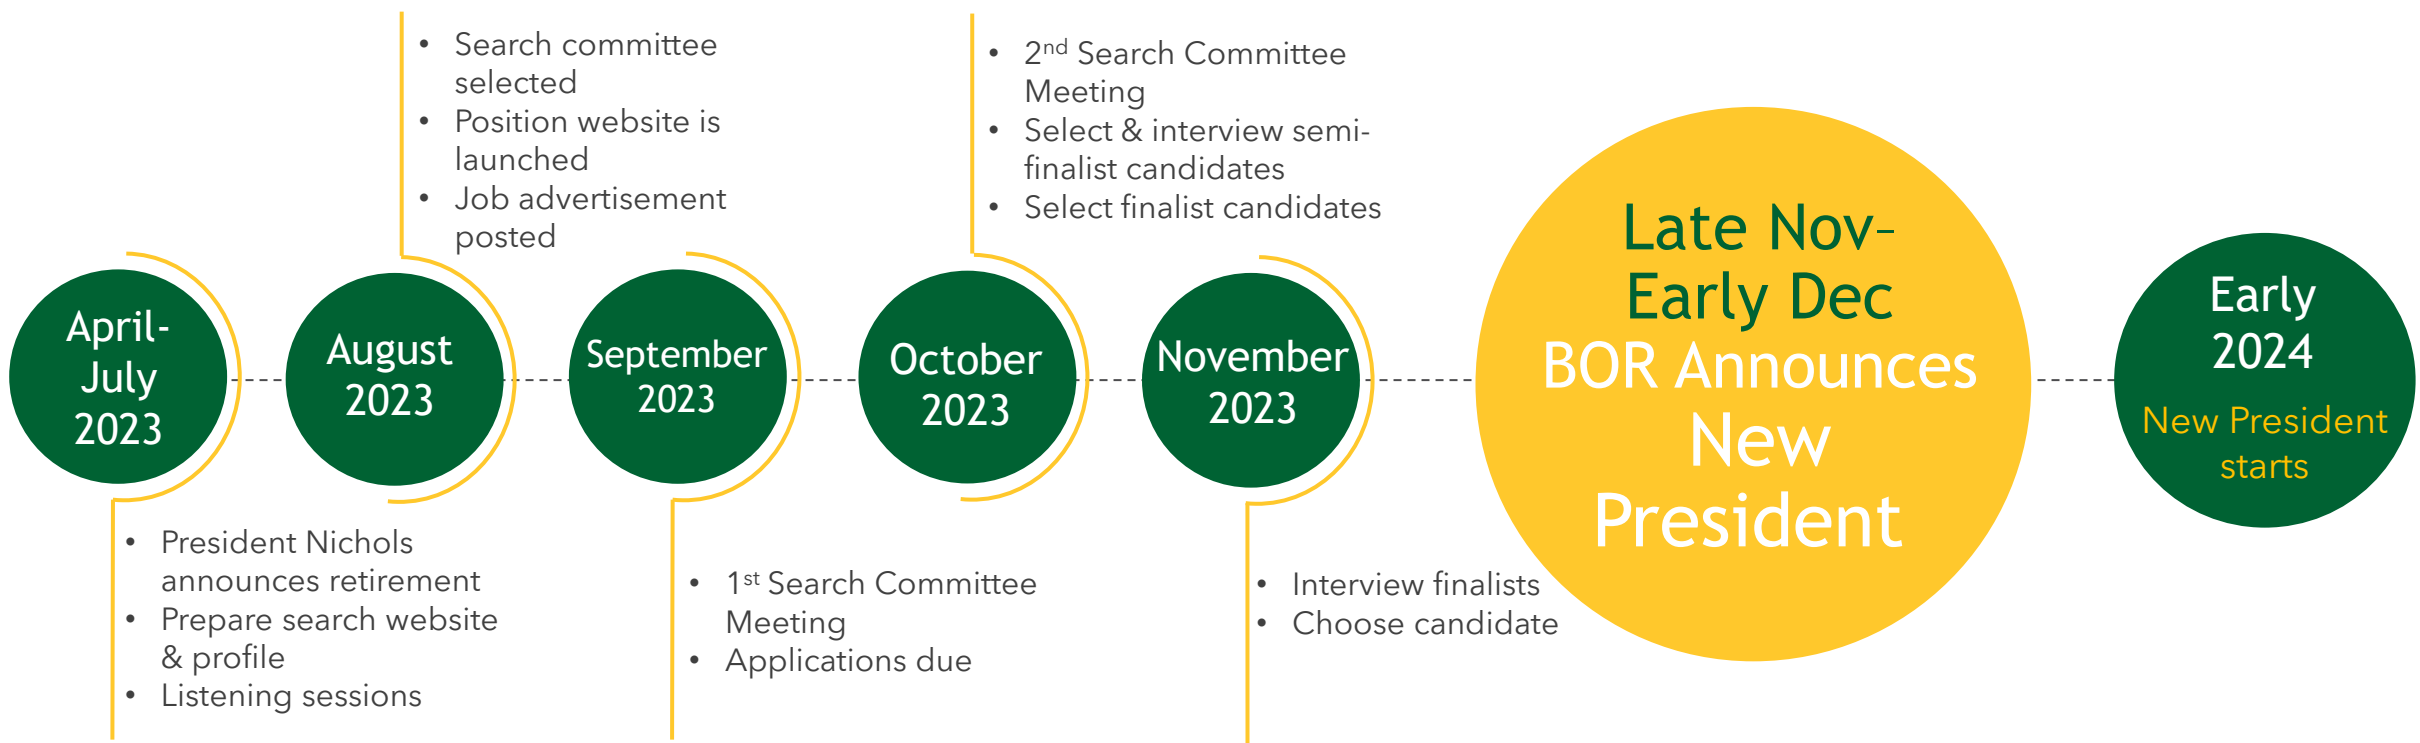 April-
July
2023
• President Nichols
announces retirement
• Prepare search website
& profile
• Listening sessions
• Search committee
selected
• Position website is
launched
• Job advertisement
posted
August
2023
September
2023
• 1st Search Committee
Meeting
• Applications due
• 2nd Search Committee
Meeting
• Select & interview semi-
finalist candidates
• Select finalist candidates
October
2023
November
2023
• Interview finalists
• Choose candidate
Late Nov–
Early Dec
BOR Announces
New
President
Early
2024
New President
starts